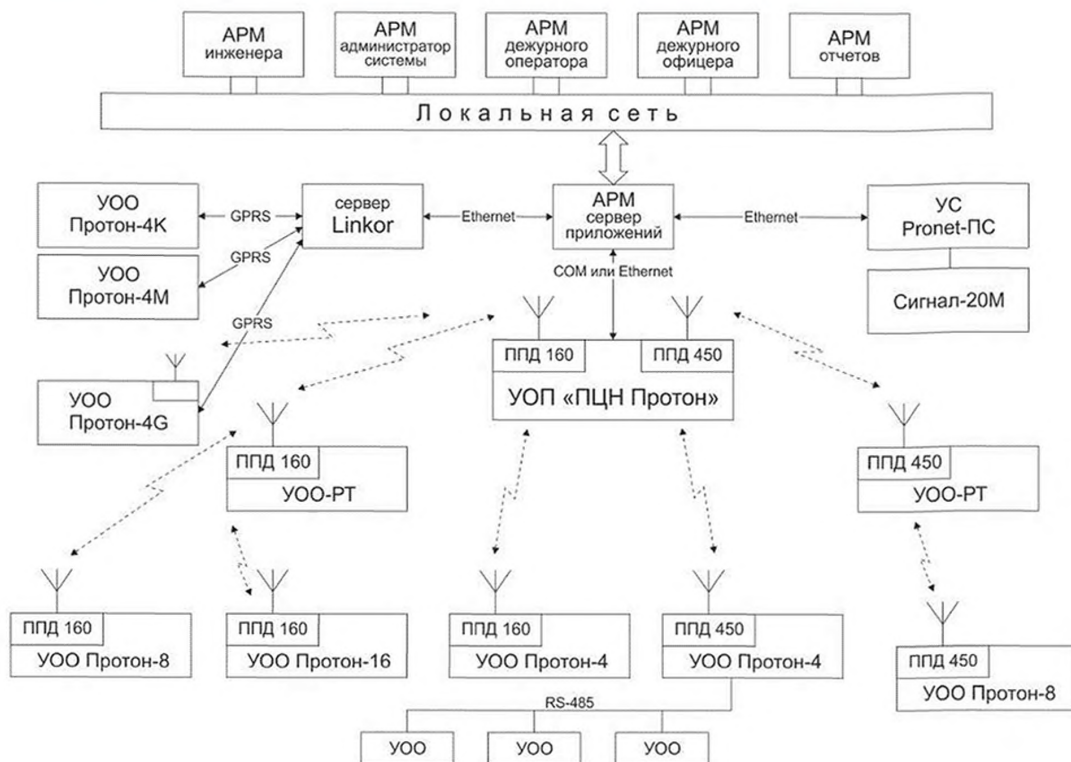 АРМ
инженера
АРМ
администратор
системы
АРМ
дежурного
оператора
АРМ
дежурного
офицера
АРМ
отчетов
Локальная сеть
УОО
Протон-4К
GPRS
сервер
Linkor
Ethernet
АРМ
сервер
приложений
Ethernet
УС
Pronet-ПС
УОО
Протон-4М
GPRS
COM или Ethernet
Сигнал-20М
GPRS
УОО
Протон-4G
ППД 160
ППД 450
УОП «ПЦН Протон»
ППД 160
УОО-РТ
ППД 450
УОО-РТ
ППД 160
УОО Протон-8
ППД 160
УОО Протон-16
ППД 160
УОО Протон-4
ППД 450
УОО Протон-4
ППД 450
УОО Протон-8
RS-485
УОО
УОО
УОО